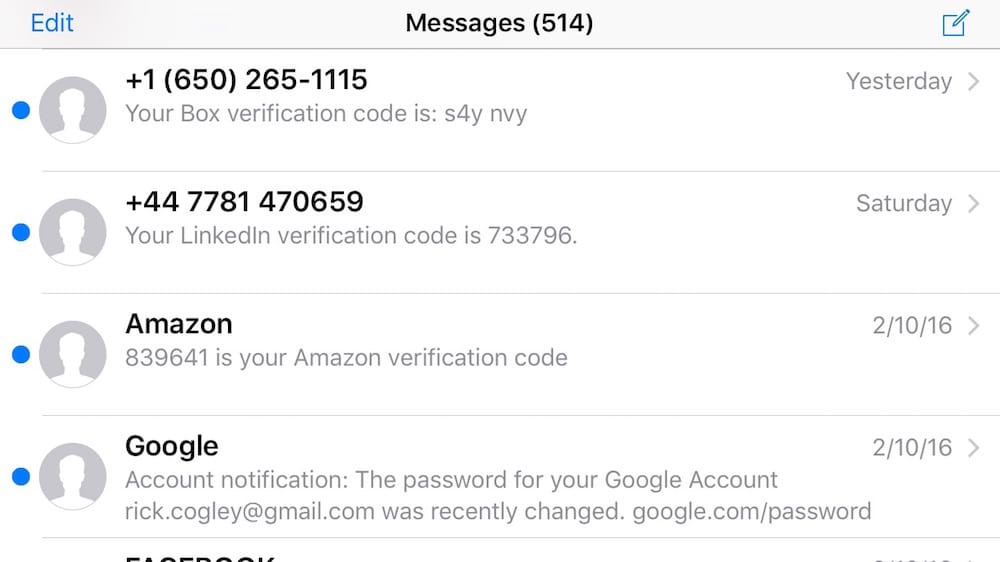 Edit Messages (514)
+1 (650) 265-1115 Yesterday
Your Box verification code is: s4y nvy
+44 7781 470659 Saturday
Your LinkedIn verification code is 733796.
Amazon 2/10/16
839641 is your Amazon verification code
Google 2/10/16
Account notification: The password for your Google Account
rick.cogley@gmail.com was recently changed. google.com/password
FACEBOOK